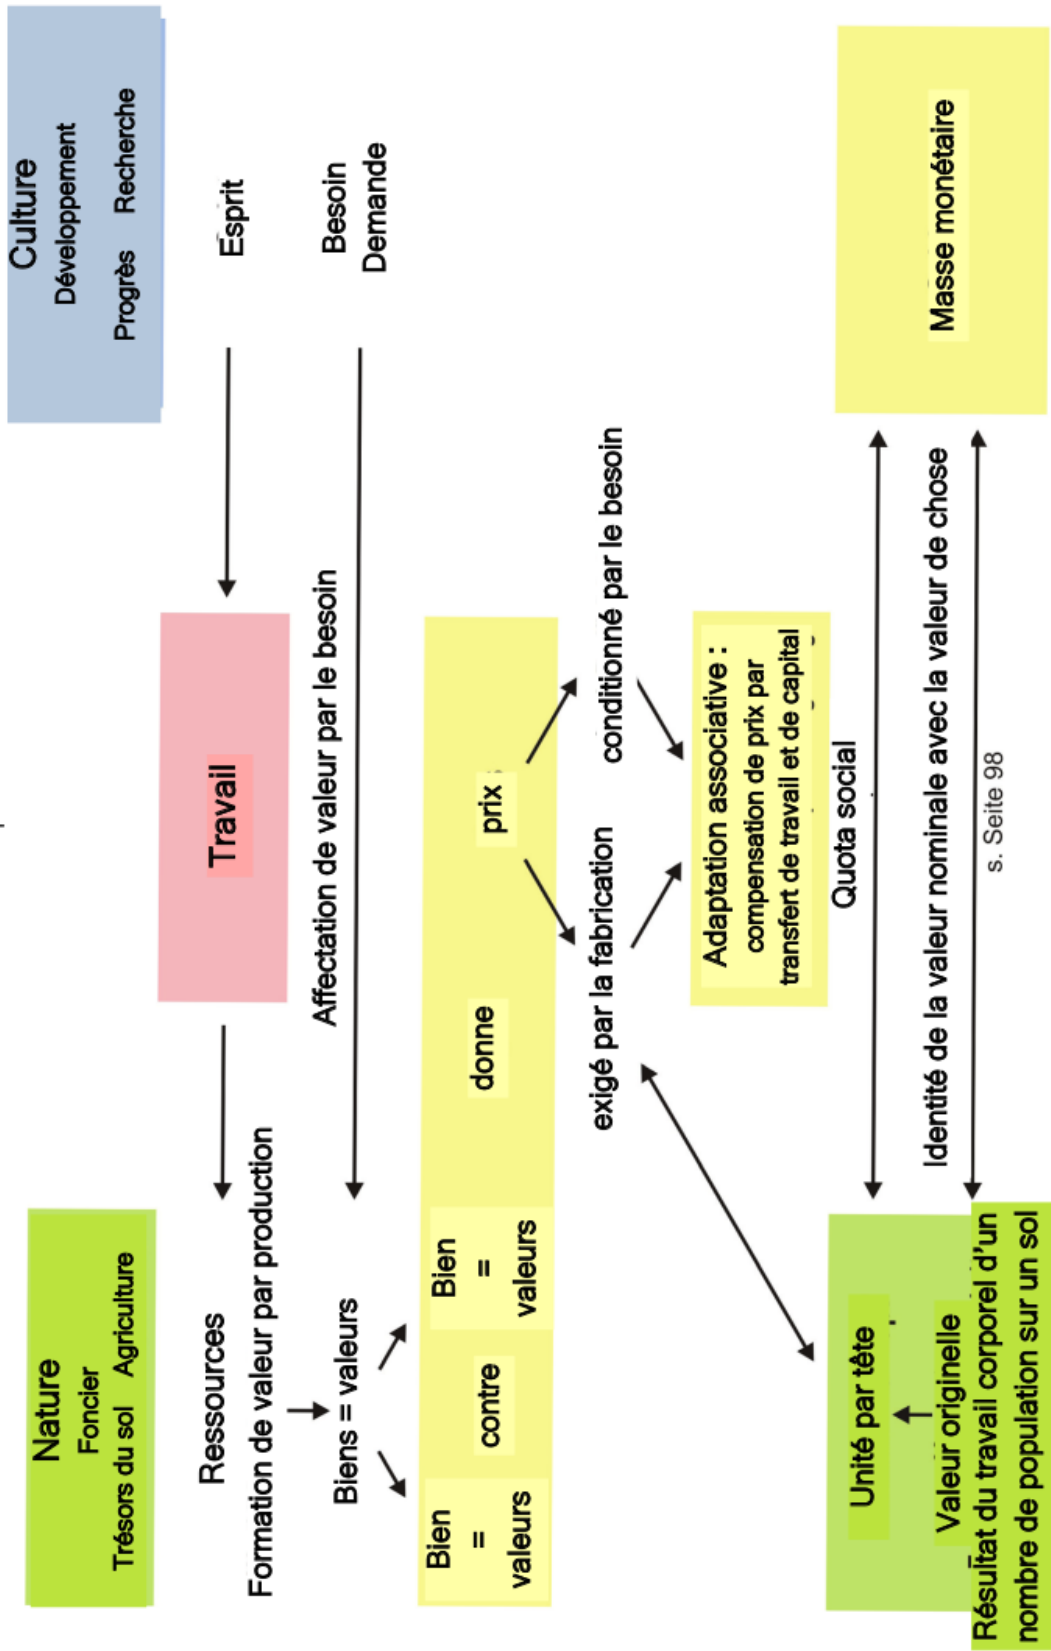 Nature
Foncier
Trésors du sol Agriculture
Travail
Culture
Développement
Progrès Recherche
Ressources
Esprit
Formation de valeur par production
Affectation de valeur par le besoin
Besoin
Demande
Biens = valeurs
Bien
=
valeurs
contre
Bien
=
valeurs
donne
prix
exigé par la fabrication
conditionné par le besoin
Adaptation associative :
compensation de prix par
transfert de travail et de capital
Quota social
Unité par tête
Valeur originelle
Résultat du travail corporel d'un
nombre de population sur un sol
Identité de la valeur nominale avec la valeur de chose
s. Seite 98
Masse monétaire